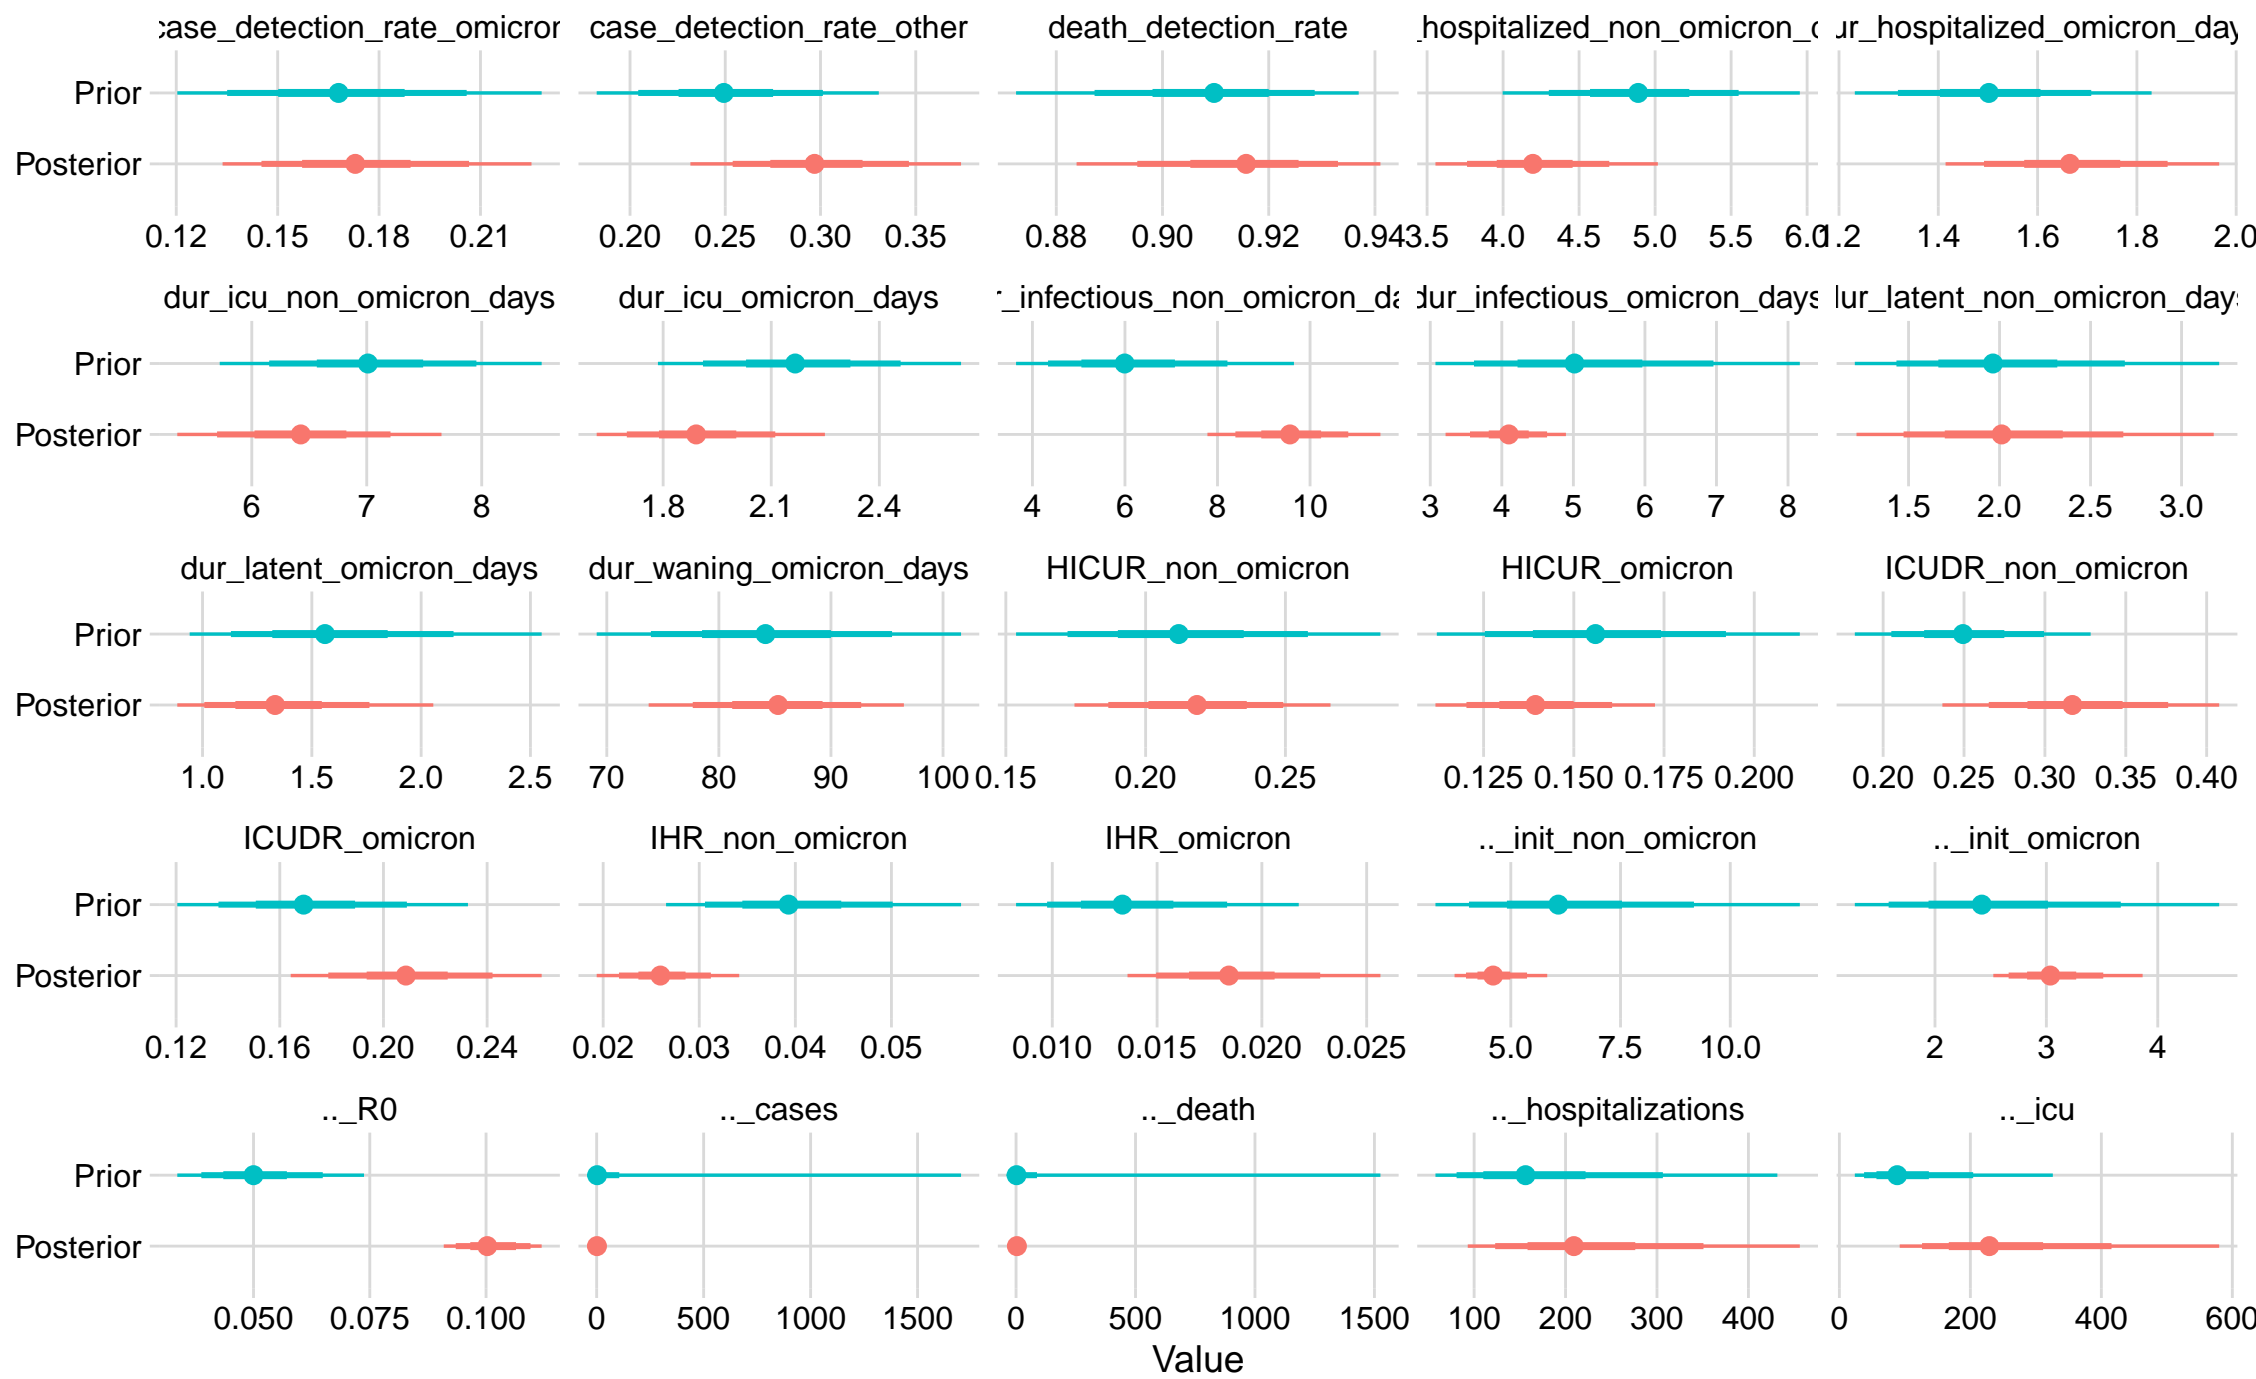 case_detection_rate_omicron case_detection_rate_other death_detection_rate _hospitalized_non_omicron_ ur_hospitalized_omicron_day
Prior
Posterior
0.12 0.15 0.18 0.21 0.20 0.25 0.30 0.35 0.88 0.90 0.92 0.94 3.5 4.0 4.5 5.0 5.5 6.0 1.2 1.4 1.6 1.8 2.0
dur_icu_non_omicron_days dur_icu_omicron_days r_infectious_non_omicron_da dur_infectious_omicron_days dur_latent_non_omicron_days
Prior
Posterior
6 7 8 1.8 2.1 2.4 4 6 8 10 3 4 5 6 7 8 1.5 2.0 2.5 3.0
dur_latent_omicron_days dur_waning_omicron_days HICUR_non_omicron HICUR_omicron ICUDR_non_omicron
Prior
Posterior
1.0 1.5 2.0 2.5 70 80 90 100 0.15 0.20 0.25 0.125 0.150 0.175 0.200 0.20 0.25 0.30 0.35 0.40
ICUDR_omicron IHR_non_omicron IHR_omicron .._init_non_omicron .._init_omicron
Prior
Posterior
0.12 0.16 0.20 0.24 0.02 0.03 0.04 0.05 0.010 0.015 0.020 0.025 5.0 7.5 10.0 2 3 4
.._R0 .._cases .._death .._hospitalizations .._icu
Prior
Posterior
0.050 0.075 0.100 0 500 1000 1500 0 500 1000 1500 100 200 300 400 0 200 400 600
Value